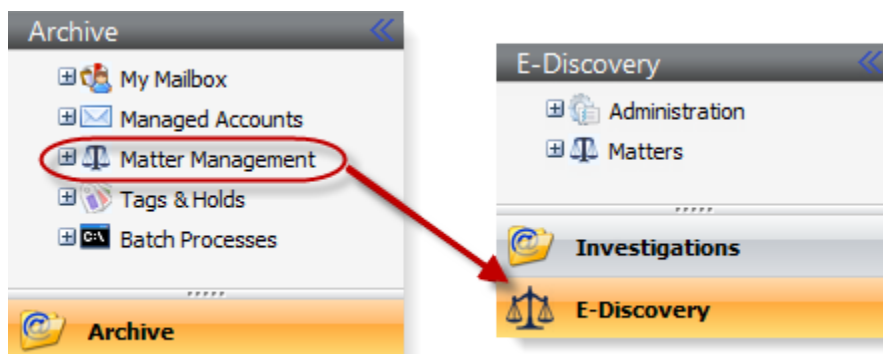 Archive
My Mailbox
Managed Accounts
Matter Management
Tags & Holds
Batch Processes
Archive
E-Discovery
Administration
Matters
Investigations
E-Discovery